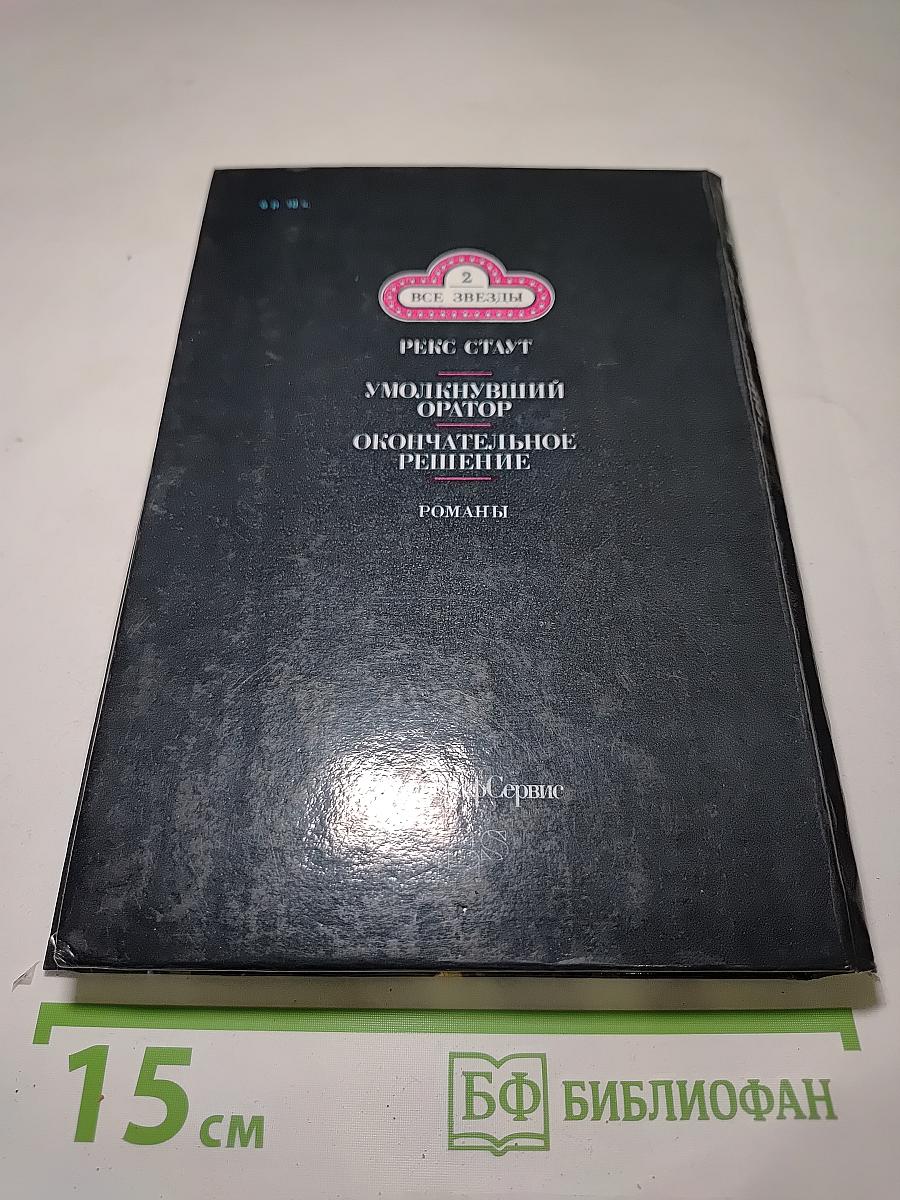 2
ВСЕ ЗВЕЗДЫ
РЕКС СТАУТ
УМОЛКНУВШИЙ
ОРАТОР
ОКОНЧАТЕЛЬНОЕ
РЕШЕНИЕ
РОМАНЫ
15 см
БФ БИБЛИОФАН